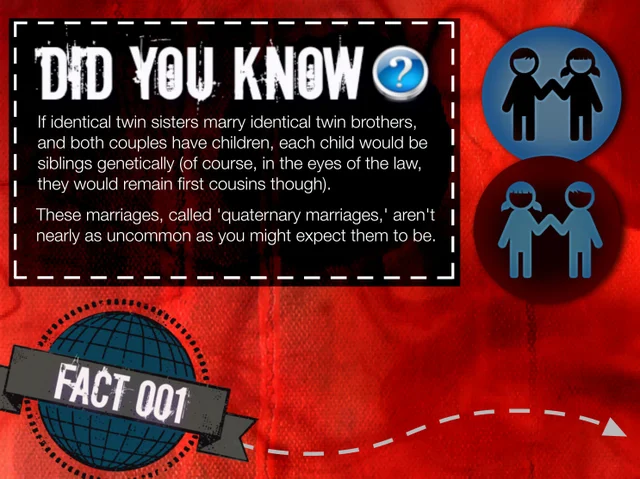 DID YOU KNOW ?
If identical twin sisters marry identical twin brothers,
and both couples have children, each child would be
siblings genetically (of course, in the eyes of the law,
they would remain first cousins though).
These marriages, called 'quaternary marriages,' aren't
nearly as uncommon as you might expect them to be.
FACT 001